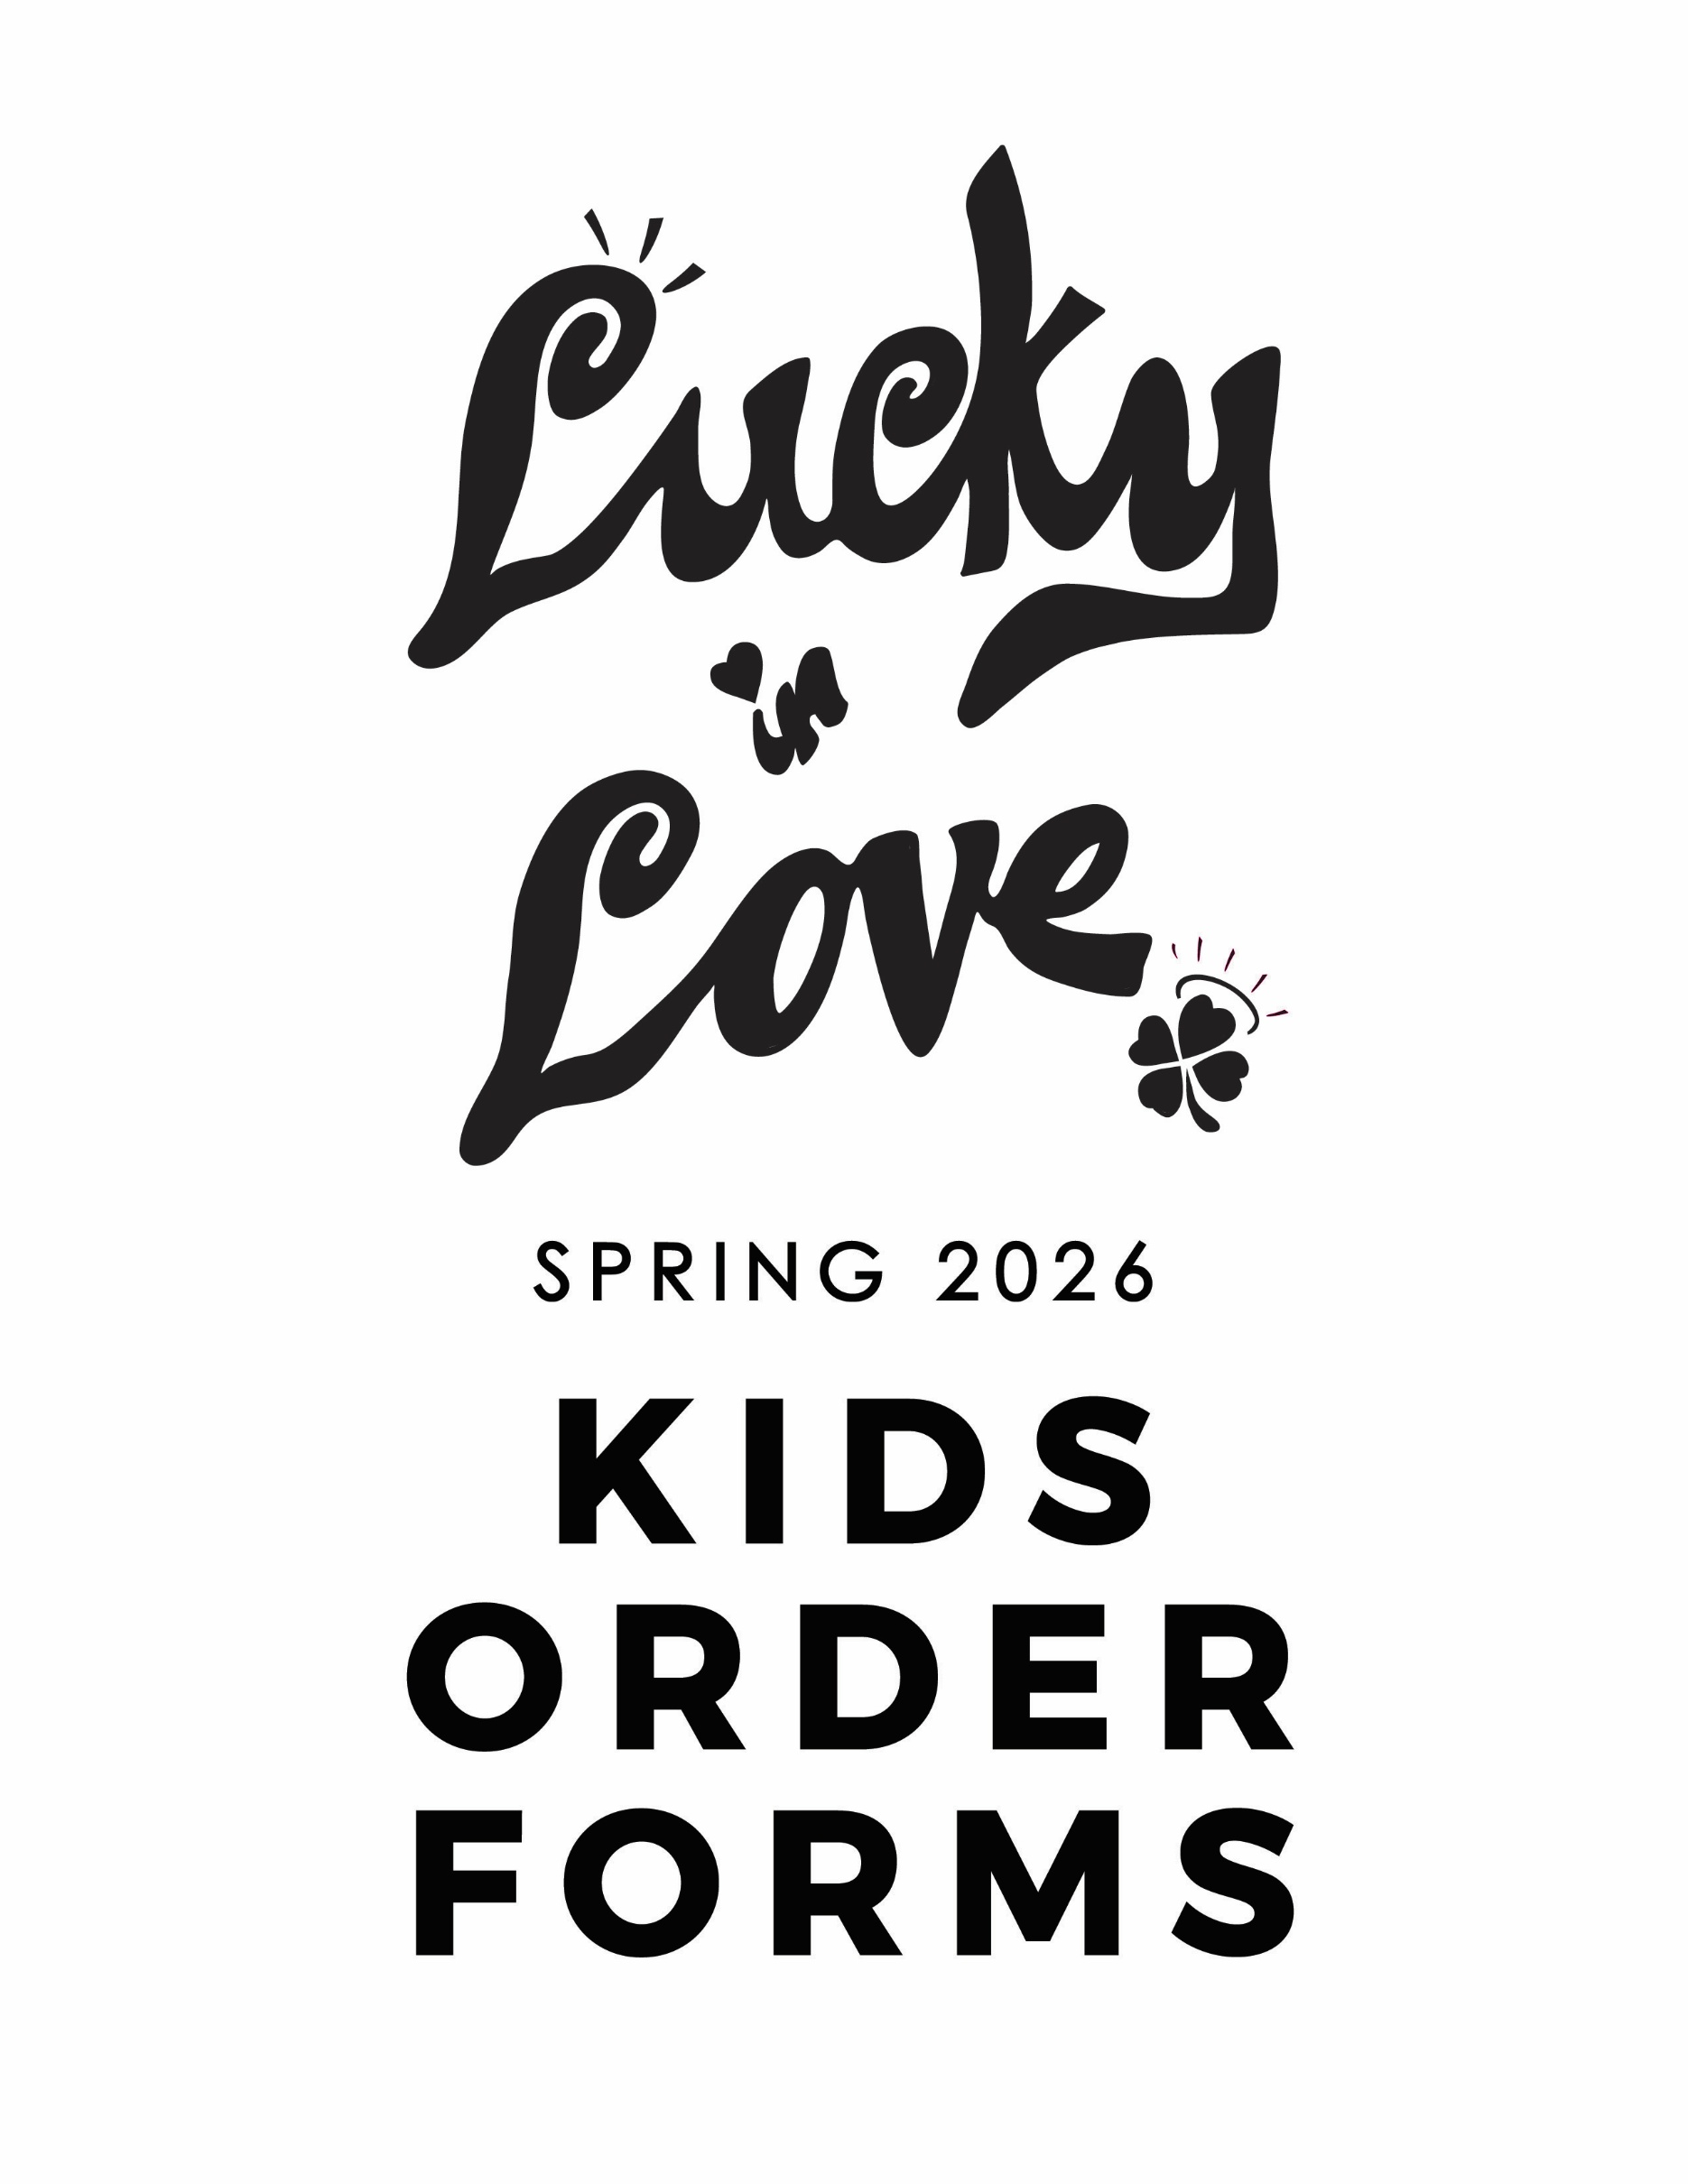 Lucky
in
Love
SPRING 2026
KIDS
ORDER
FORMS